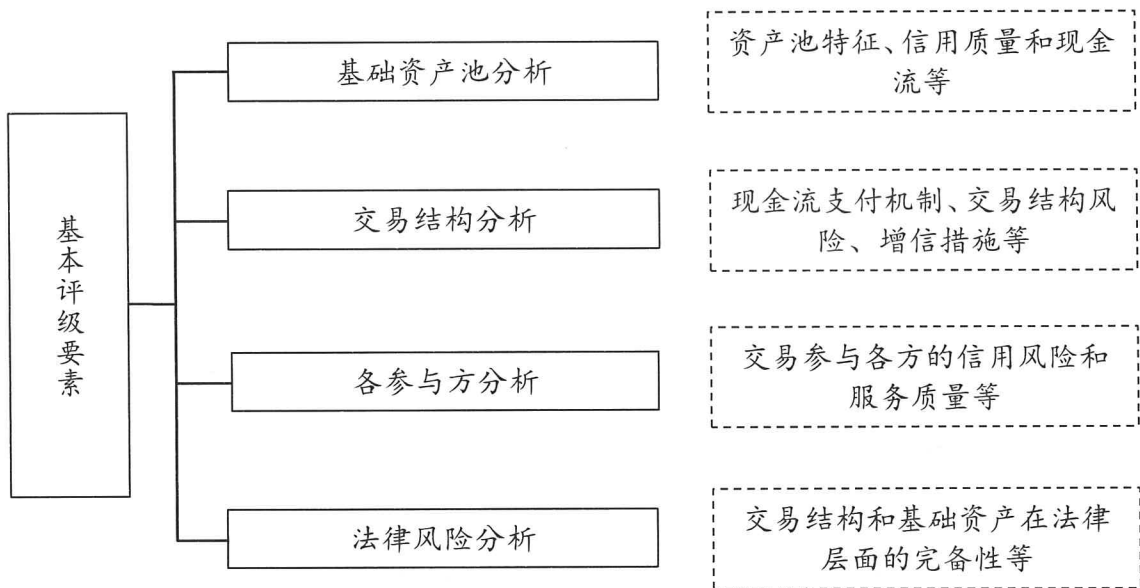 基本评级要素
基础资产池分析
资产池特征、信用质量和现金
流等
交易结构分析
现金流支付机制、交易结构风
险、增信措施等
各参与方分析
交易参与各方的信用风险和
服务质量等
法律风险分析
交易结构和基础资产在法律
层面的完备性等